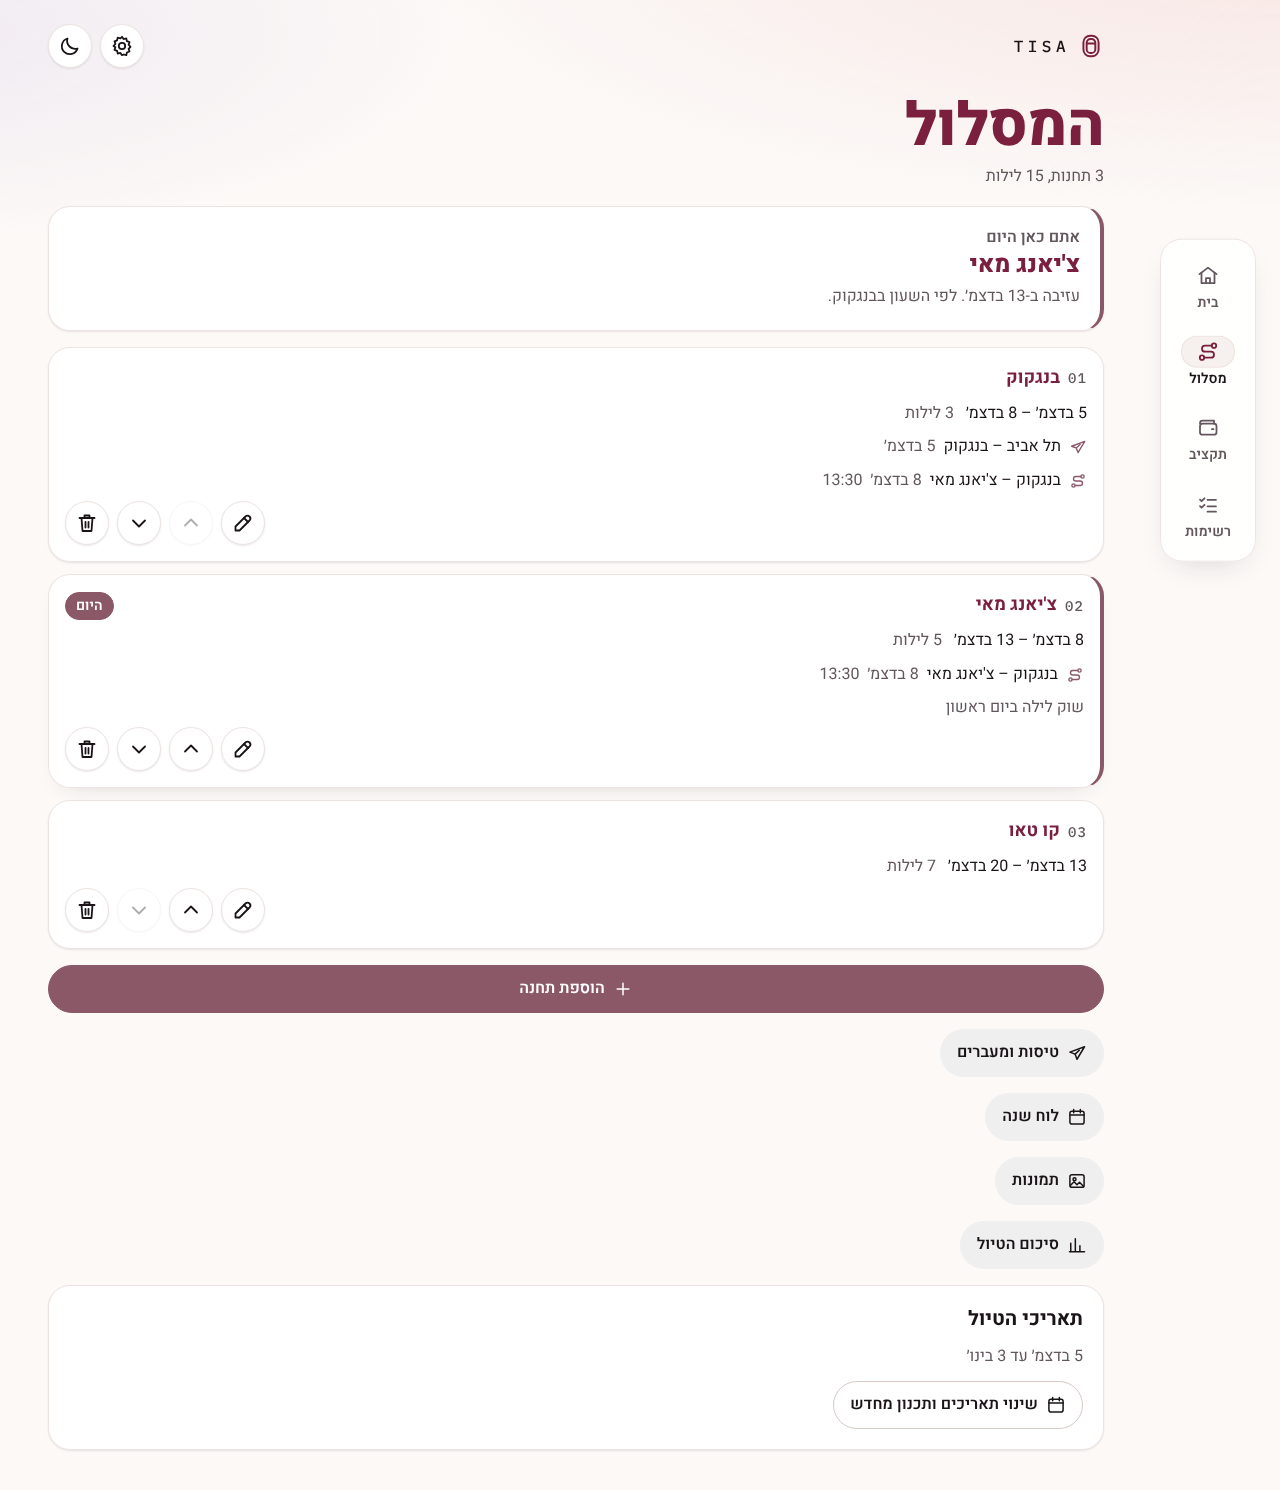 TISA
המסלול
3 תחנות, 15 לילות
אתם כאן היום
צ'יאנג מאי
עזיבה ב-13 בדצמ׳. לפי השעון בבנגקוק.
01 בנגקוק
5 בדצמ׳ – 8 בדצמ׳ 3 לילות
תל אביב – בנגקוק 5 בדצמ׳
בנגקוק – צ'יאנג מאי 8 בדצמ׳ 13:30
02 צ'יאנג מאי
היום
8 בדצמ׳ – 13 בדצמ׳ 5 לילות
בנגקוק – צ'יאנג מאי 8 בדצמ׳ 13:30
שוק לילה ביום ראשון
03 קו טאו
13 בדצמ׳ – 20 בדצמ׳ 7 לילות
הוספת תחנה
טיסות ומעברים
לוח שנה
תמונות
סיכום הטיול
תאריכי הטיול
5 בדצמ׳ עד 3 בינו׳
שינוי תאריכים ותכנון מחדש
בית
מסלול
תקציב
רשימות